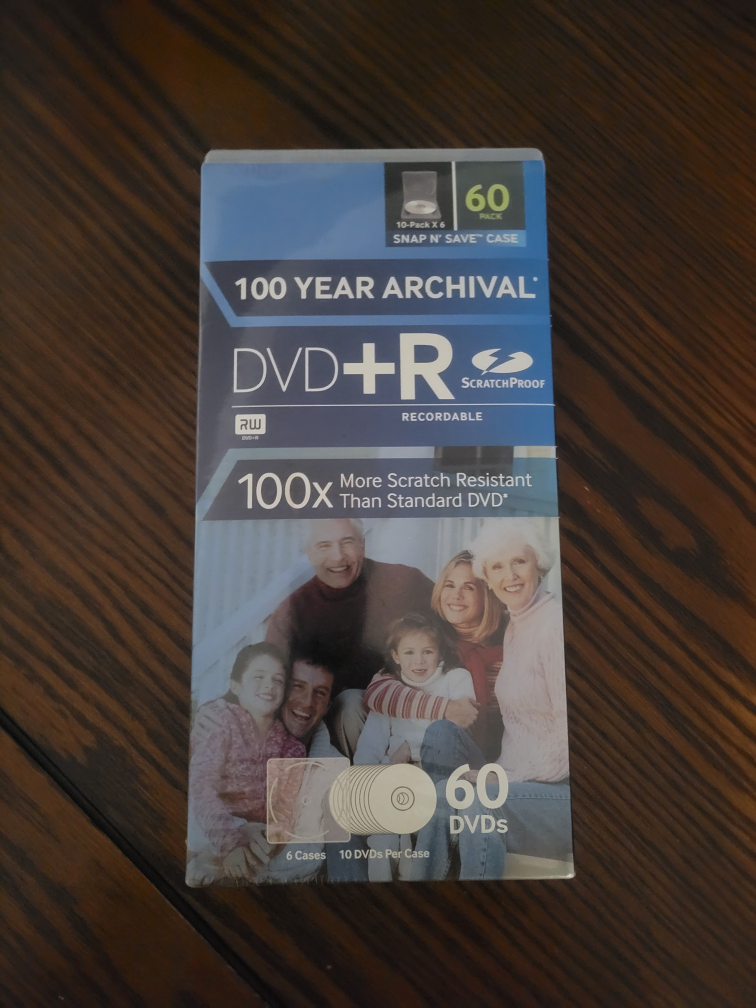 60
PACK
10-Pack X 6
SNAP N' SAVE™ CASE
100 YEAR ARCHIVAL*
DVD+R
SCRATCHPROOF
RW
DVD+R
RECORDABLE
100x More Scratch Resistant
Than Standard DVD*
60
DVDs
6 Cases 10 DVDs Per Case